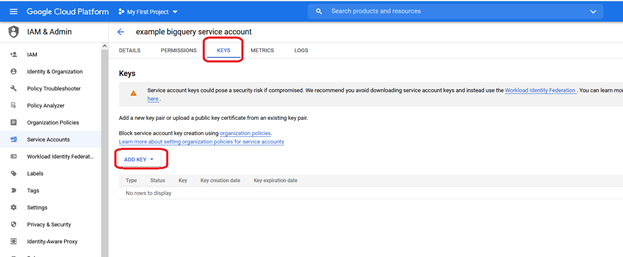 Google Cloud Platform
My First Project
Search products and resources
IAM & Admin
example bigquery service account
DETAILS PERMISSIONS KEYS METRICS LOGS
IAM
Identity & Organization
Policy Troubleshooter
Policy Analyzer
Organization Policies
Service Accounts
Workload Identity Federat...
Labels
Tags
Settings
Privacy & Security
Identity-Aware Proxy
Keys
Service account keys could pose a security risk if compromised. We recommend you avoid downloading service account keys and instead use the Workload Identity Federation . You can learn more
here .
Add a new key pair or upload a public key certificate from an existing key pair.
Block service account key creation using organization policies.
Learn more about setting organization policies for service accounts
ADD KEY
Type Status Key Key creation date Key expiration date
No rows to display